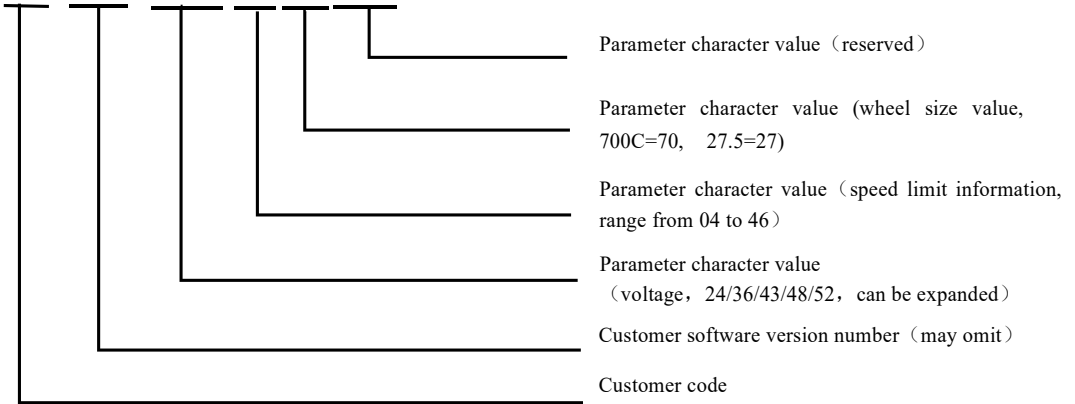 Parameter character value（reserved）
Parameter character value (wheel size value,
700C=70, 27.5=27)
Parameter character value（speed limit information,
range from 04 to 46）
Parameter character value
（voltage，24/36/43/48/52，can be expanded）
Customer software version number（may omit）
Customer code